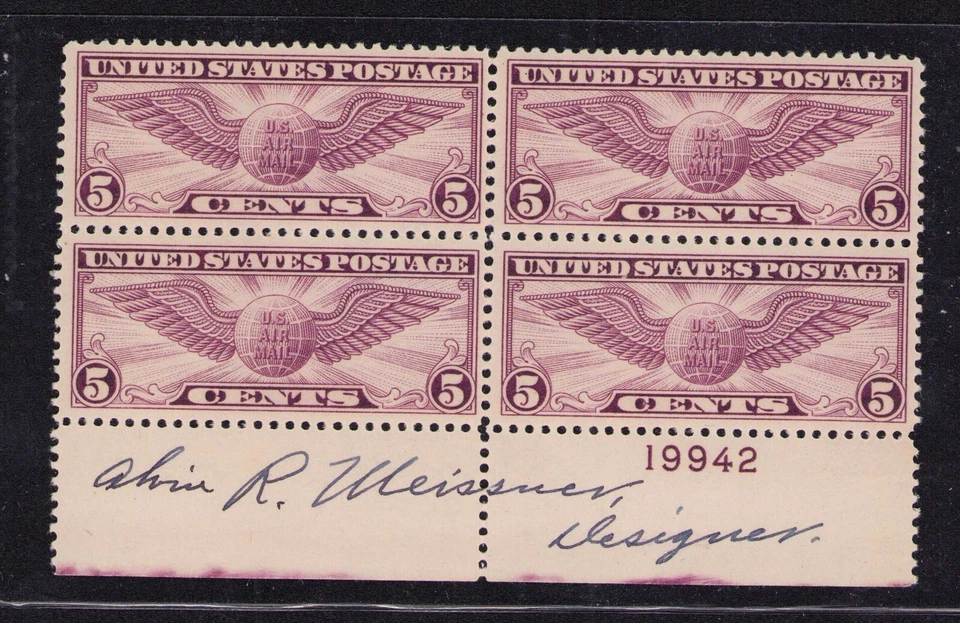 UNITED STATES POSTAGE UNITED STATES POSTAGE
U.S. U.S.
AIR AIR
MAIL MAIL
5 CENTS 5 5 CENTS 5
UNITED STATES POSTAGE UNITED STATES POSTAGE
U.S. U.S.
AIR AIR
MAIL MAIL
5 CENTS 5 5 CENTS 5
19942
Alvin R. Meissner,
Designer.